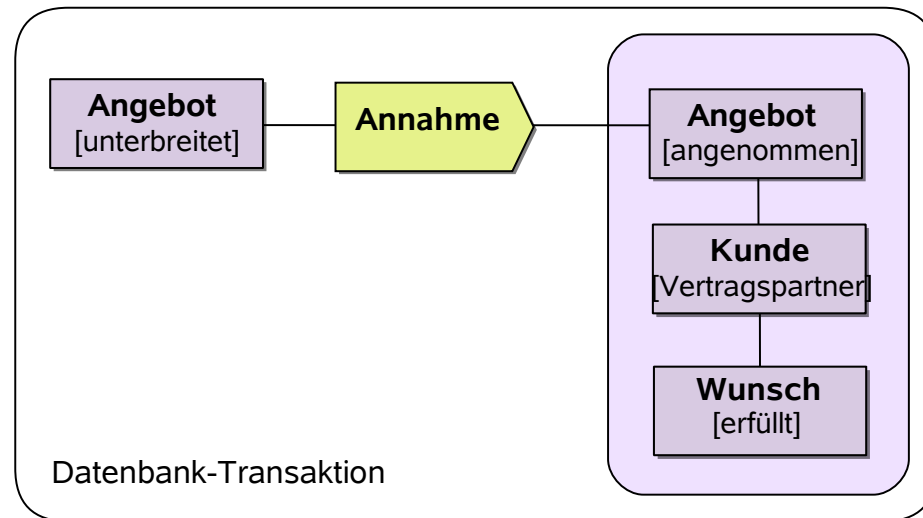 Angebot
[unterbreitet]
Annahme
Angebot
[angenommen]
Kunde
[Vertragspartner]
Wunsch
[erfüllt]
Datenbank-Transaktion